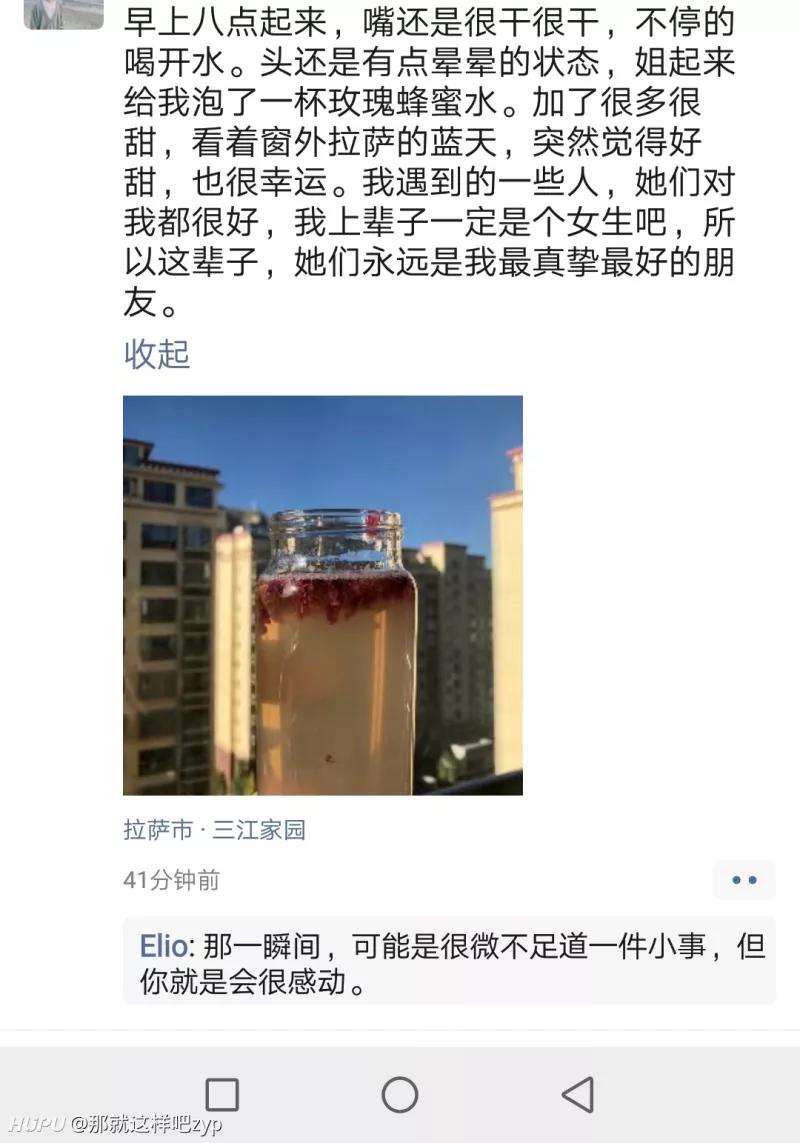 早上八点起来，嘴还是很干很干，不停的
喝开水。头还是有点晕晕的状态，姐起来
给我泡了一杯玫瑰蜂蜜水。加了很多很
甜，看着窗外拉萨的蓝天，突然觉得好
甜，也很幸运。我遇到的一些人，她们对
我都很好，我上辈子一定是个女生吧，所
以这辈子，她们永远是我最真挚最好的朋
友。
收起
拉萨市 · 三江家园
41分钟前
Elio: 那一瞬间，可能是很微不足道一件小事，但
你就是会很感动。
HUPU @那就这样吧zyp